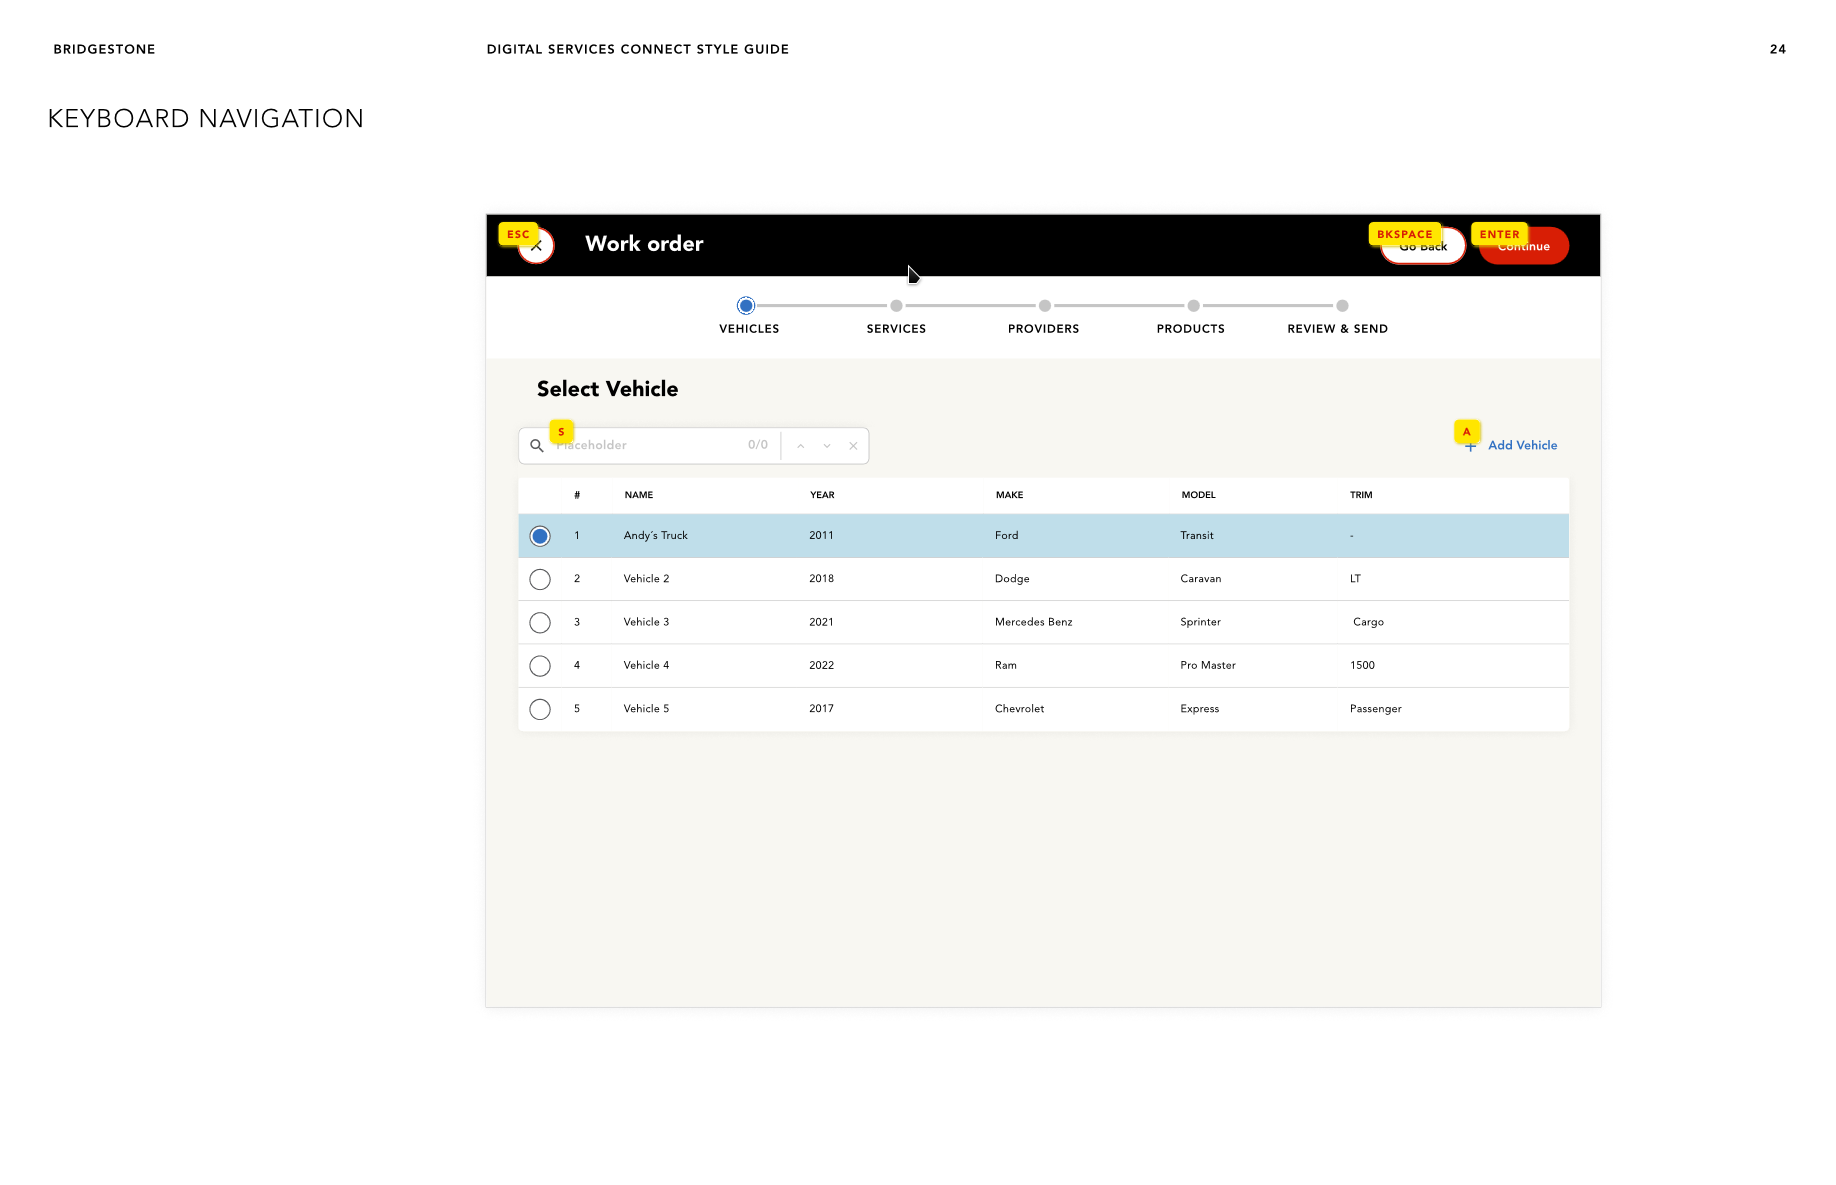 BRIDGESTONE DIGITAL SERVICES CONNECT STYLE GUIDE 24
KEYBOARD NAVIGATION
ESC Work order BKSPACE Go Back ENTER Continue
VEHICLES SERVICES PROVIDERS PRODUCTS REVIEW & SEND
Select Vehicle
S Placeholder 0/0 A + Add Vehicle
# NAME YEAR MAKE MODEL TRIM
1 Andy´s Truck 2011 Ford Transit -
2 Vehicle 2 2018 Dodge Caravan LT
3 Vehicle 3 2021 Mercedes Benz Sprinter Cargo
4 Vehicle 4 2022 Ram Pro Master 1500
5 Vehicle 5 2017 Chevrolet Express Passenger